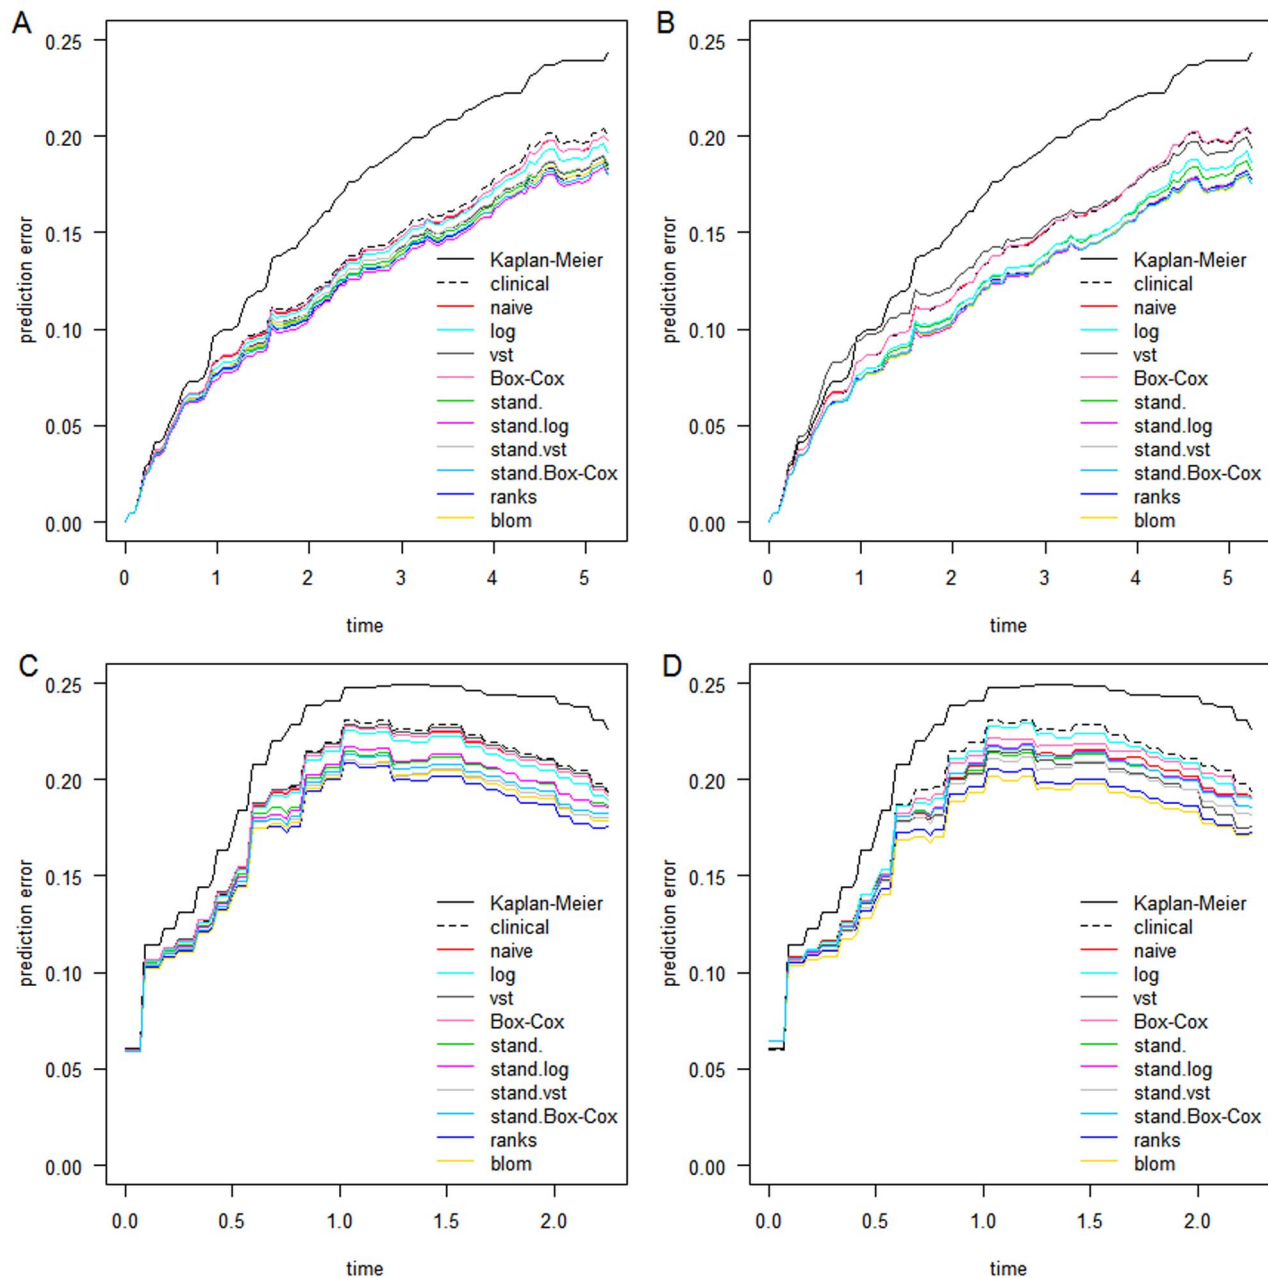 A
prediction error
0.25
0.20
0.15
0.10
0.05
0.00
Kaplan-Meier
clinical
naive
log
vst
Box-Cox
stand.
stand.log
stand.vst
stand.Box-Cox
ranks
blom
0 1 2 3 4 5
time
B
prediction error
0.25
0.20
0.15
0.10
0.05
0.00
Kaplan-Meier
clinical
naive
log
vst
Box-Cox
stand.
stand.log
stand.vst
stand.Box-Cox
ranks
blom
0 1 2 3 4 5
time
C
prediction error
0.25
0.20
0.15
0.10
0.05
0.00
Kaplan-Meier
clinical
naive
log
vst
Box-Cox
stand.
stand.log
stand.vst
stand.Box-Cox
ranks
blom
0.0 0.5 1.0 1.5 2.0
time
D
prediction error
0.25
0.20
0.15
0.10
0.05
0.00
Kaplan-Meier
clinical
naive
log
vst
Box-Cox
stand.
stand.log
stand.vst
stand.Box-Cox
ranks
blom
0.0 0.5 1.0 1.5 2.0
time